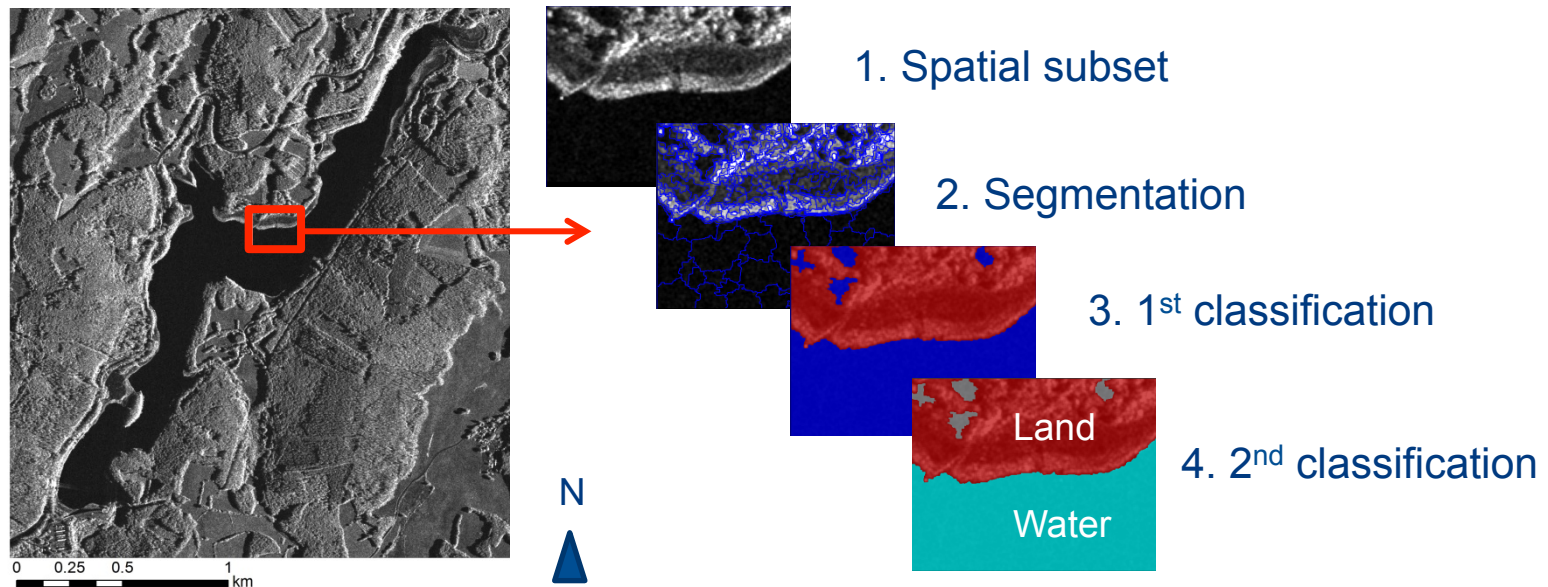 1. Spatial subset
2. Segmentation
3. 1st classification
Land
4. 2nd classification
Water
N
0 0.25 0.5 1
km